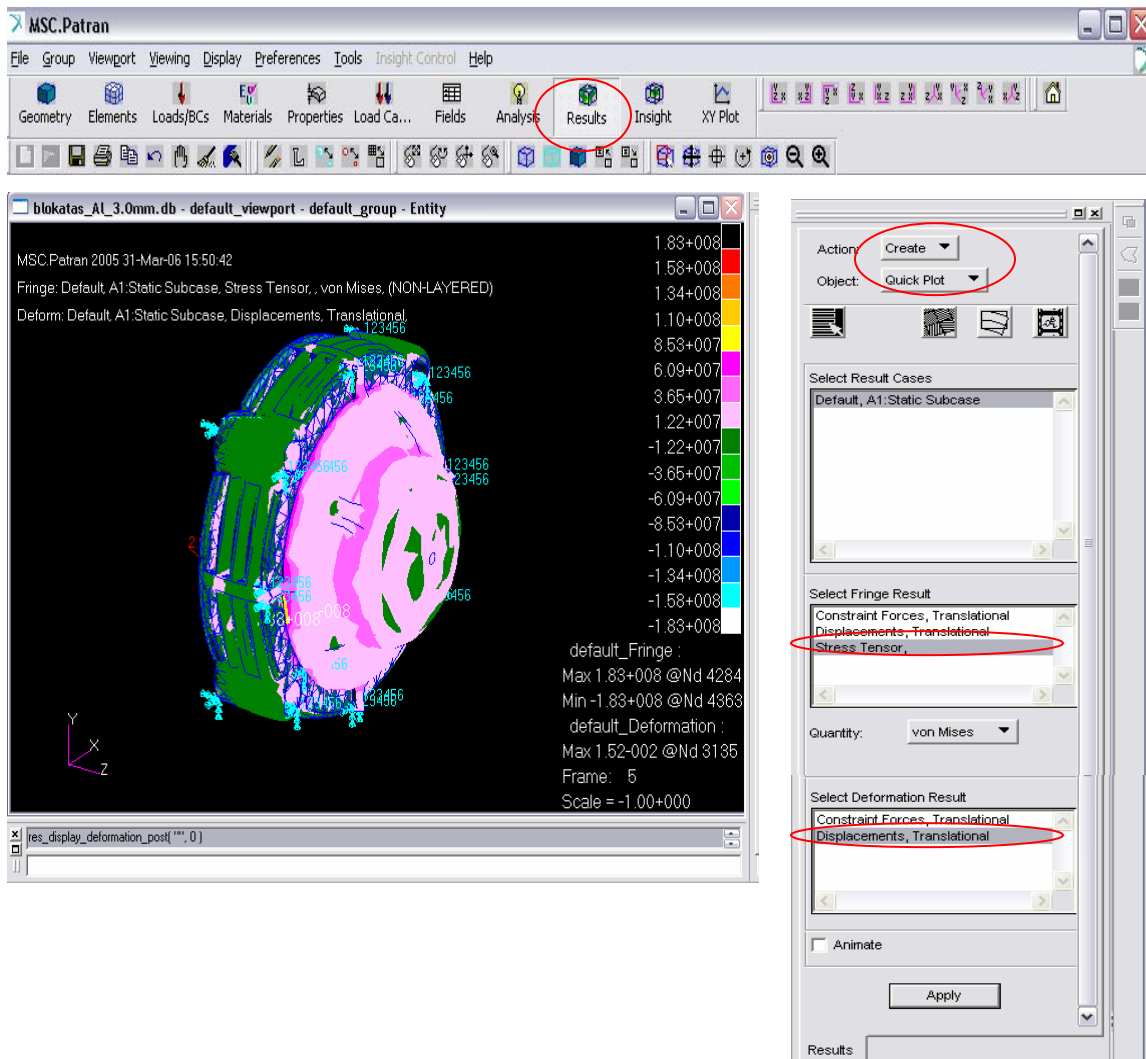 MSC.Patran
File Group Viewport Viewing Display Preferences Tools Insight Control Help
Geometry Elements Loads/BCs Materials Properties Load Ca... Fields Analysis Results Insight XY Plot
blokatas_Al_3.0mm.db - default_viewport - default_group - Entity
MSC.Patran 2005 31-Mar-06 15:50:42
Fringe: Default, A1:Static Subcase, Stress Tensor, , von Mises, (NON-LAYERED)
Deform: Default, A1:Static Subcase, Displacements, Translational,
1.83+008
1.58+008
1.34+008
1.10+008
8.53+007
6.09+007
3.65+007
1.22+007
-1.22+007
-3.65+007
-6.09+007
-8.53+007
-1.10+008
-1.34+008
-1.58+008
-1.83+008
default_Fringe :
Max 1.83+008 @Nd 4284
Min -1.83+008 @Nd 4363
default_Deformation :
Max 1.52-002 @Nd 3135
Frame: 5
Scale = -1.00+000
123456
123456
123456
123456
2
Y
X
Z
res_display_deformation_post( "", 0 )
Action: Create
Object: Quick Plot
Select Result Cases
Default, A1:Static Subcase
Select Fringe Result
Constraint Forces, Translational
Displacements, Translational
Stress Tensor,
Quantity: von Mises
Select Deformation Result
Constraint Forces, Translational
Displacements, Translational
Animate
Apply
Results